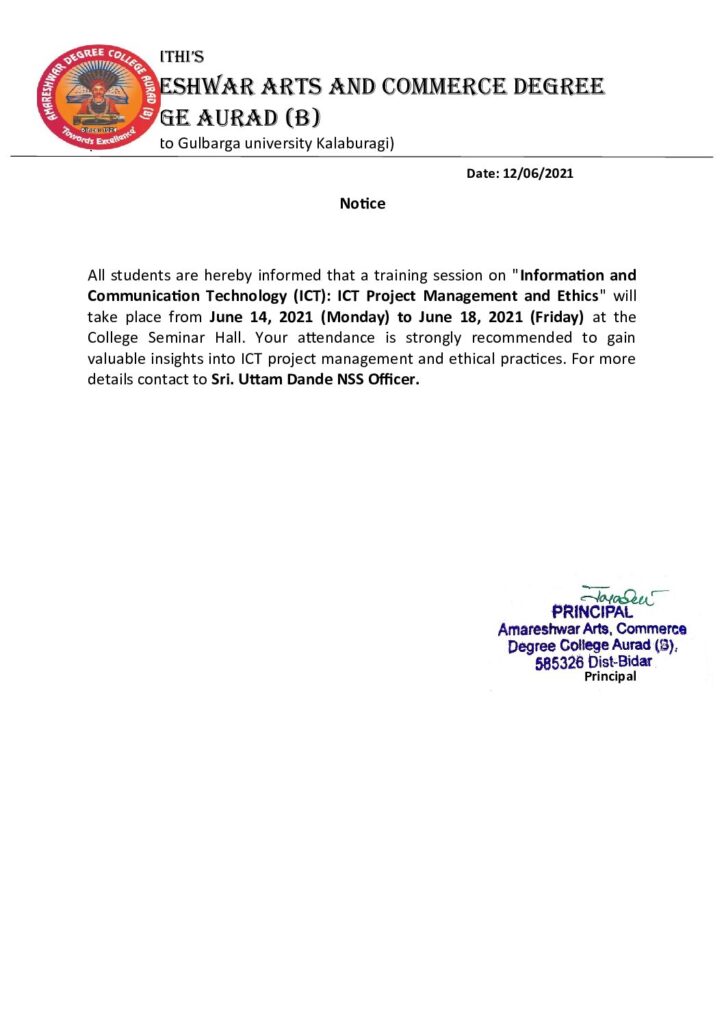 ITHI'S
ESHWAR ARTS AND COMMERCE DEGREE
GE AURAD (B)
to Gulbarga university Kalaburagi)
AMARESHWAR DEGREE COLLEGE AURAD (B)
"Towards Excellence"
Date: 12/06/2021
Notice
All students are hereby informed that a training session on "Information and
Communication Technology (ICT): ICT Project Management and Ethics" will
take place from June 14, 2021 (Monday) to June 18, 2021 (Friday) at the
College Seminar Hall. Your attendance is strongly recommended to gain
valuable insights into ICT project management and ethical practices. For more
details contact to Sri. Uttam Dande NSS Officer.
PRINCIPAL
Amareshwar Arts, Commerce
Degree College Aurad (B),
585326 Dist-Bidar
Principal